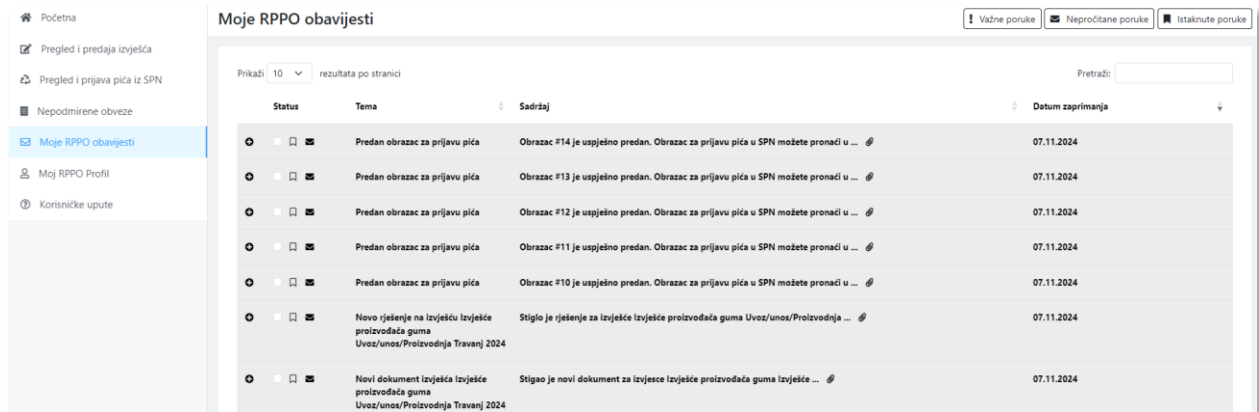 Početna
Pregled i predaja izvješća
Pregled i prijava pića iz SPN
Nepodmirene obveze
Moje RPPO obavijesti
Moj RPPO Profil
Korisničke upute
Moje RPPO obavijesti
Važne poruke
Nepročitane poruke
Istaknute poruke
Prikaži 10 rezultata po stranici
Pretraži:
Status Tema Sadržaj Datum zaprimanja
Predan obrazac za prijavu pića Obrazac #14 je uspješno predan. Obrazac za prijavu pića u SPN možete pronaći u ... 07.11.2024
Predan obrazac za prijavu pića Obrazac #13 je uspješno predan. Obrazac za prijavu pića u SPN možete pronaći u ... 07.11.2024
Predan obrazac za prijavu pića Obrazac #12 je uspješno predan. Obrazac za prijavu pića u SPN možete pronaći u ... 07.11.2024
Predan obrazac za prijavu pića Obrazac #11 je uspješno predan. Obrazac za prijavu pića u SPN možete pronaći u ... 07.11.2024
Predan obrazac za prijavu pića Obrazac #10 je uspješno predan. Obrazac za prijavu pića u SPN možete pronaći u ... 07.11.2024
Novo rješenje na izvješću Izvješće Stiglo je rješenje za izvješće Izvješće proizvođača guma Uvoz/unos/Proizvodnja ... 07.11.2024
proizvođača guma
Uvoz/unos/Proizvodnja Travanj 2024
Novi dokument izvješća Izvješće Stigao je novi dokument za izvjesce Izvješće proizvođača guma Izvješće ... 07.11.2024
proizvođača guma
Uvoz/unos/Proizvodnja Travanj 2024